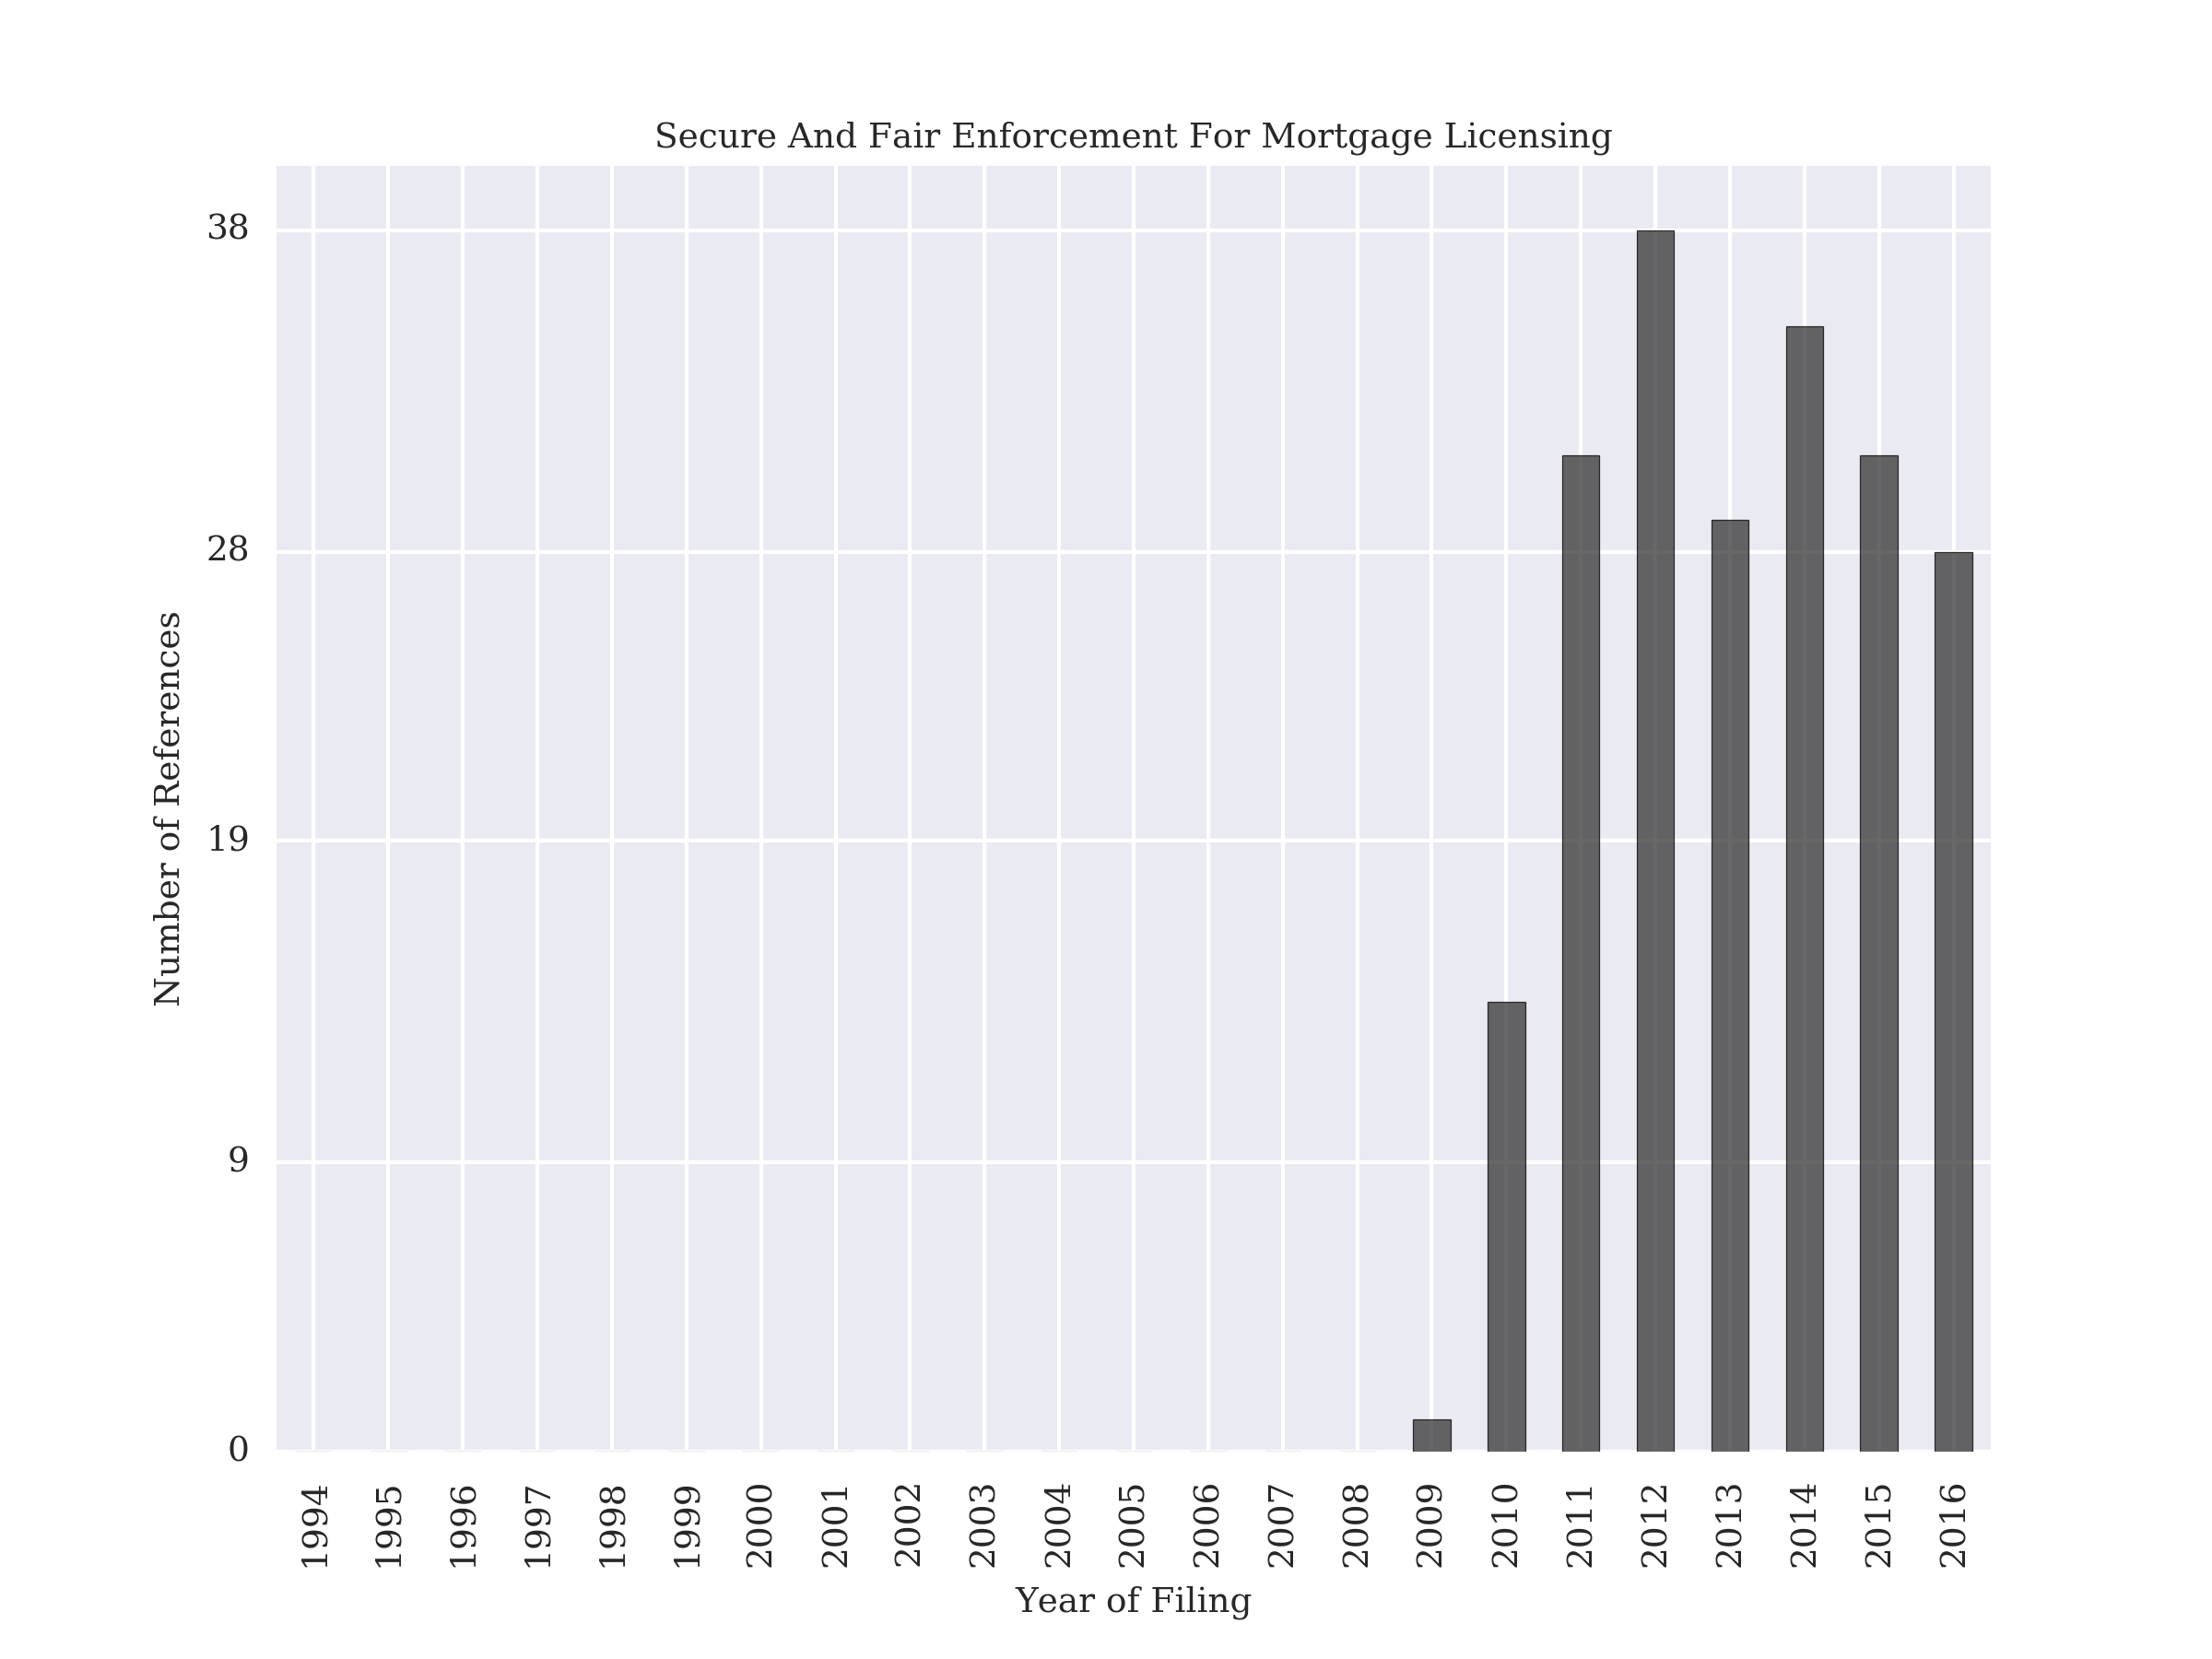 Secure And Fair Enforcement For Mortgage Licensing
38
28
19
9
0
Number of References
1994 1995 1996 1997 1998 1999 2000 2001 2002 2003 2004 2005 2006 2007 2008 2009 2010 2011 2012 2013 2014 2015 2016
Year of Filing